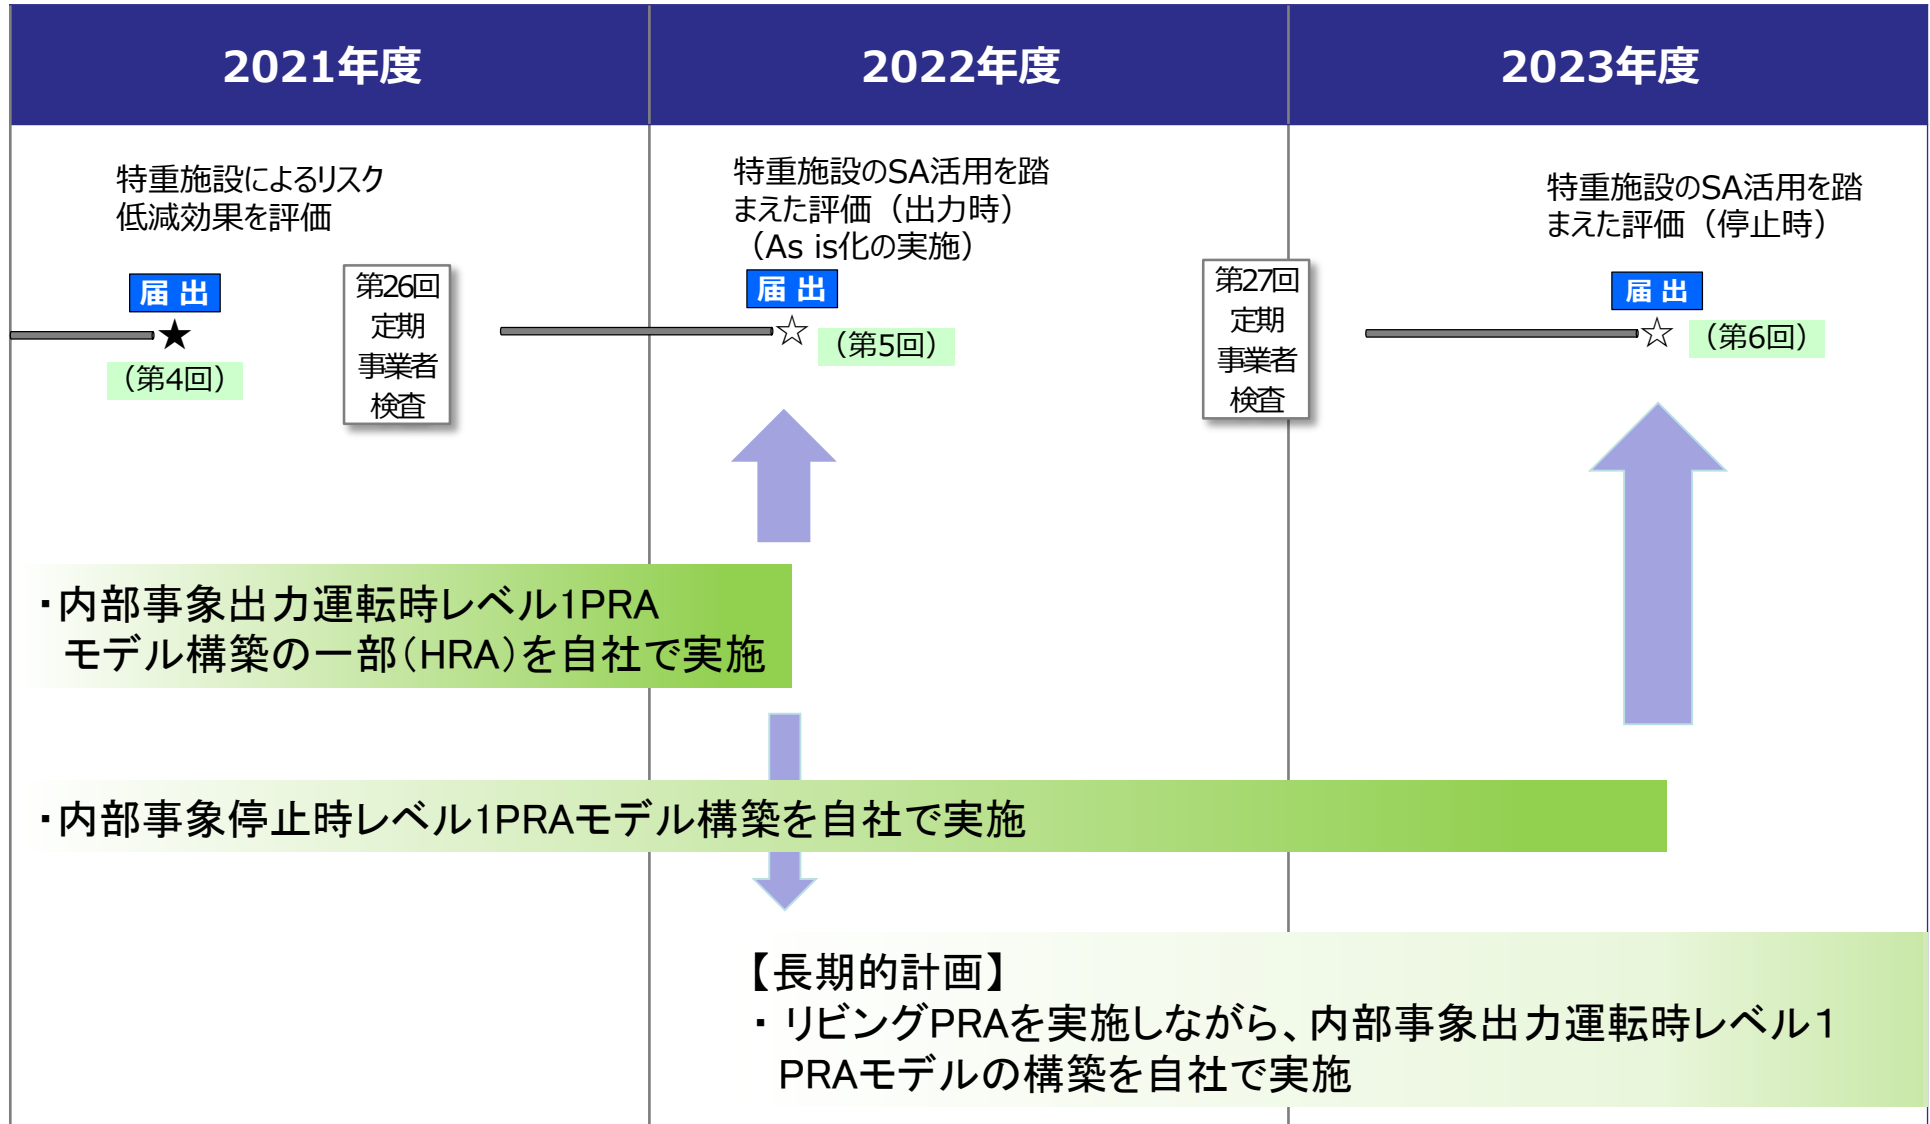 2021年度
2022年度
2023年度
特重施設によるリスク
低減効果を評価
届 出
★
（第4回）
第26回
定期
事業者
検査
特重施設のSA活用を踏
まえた評価（出力時）
（As is化の実施）
届 出
☆
（第5回）
第27回
定期
事業者
検査
特重施設のSA活用を踏
まえた評価（停止時）
届 出
☆
（第6回）
・内部事象出力運転時レベル1PRA
モデル構築の一部（HRA）を自社で実施
・内部事象停止時レベル1PRAモデル構築を自社で実施
【長期的計画】
・リビングPRAを実施しながら、内部事象出力運転時レベル１
PRAモデルの構築を自社で実施